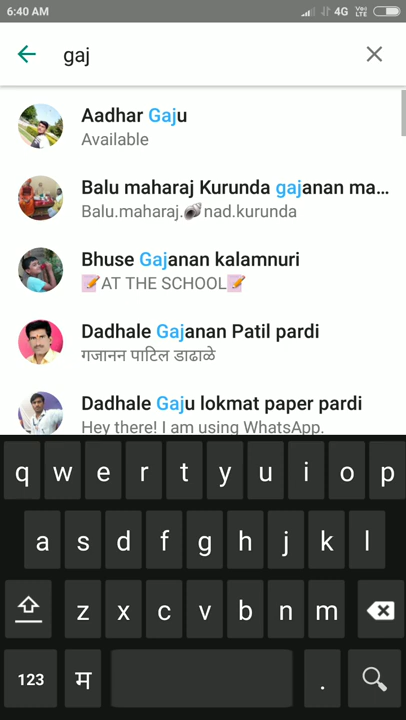 6:40 AM 4G VoLTE
gaj
Aadhar Gaju
Available
Balu maharaj Kurunda gajanan ma...
Balu.maharaj.🐚nad.kurunda
Bhuse Gajanan kalamnuri
📝AT THE SCHOOL📝
Dadhale Gajanan Patil pardi
गजानन पाटिल डाढाळे
Dadhale Gaju lokmat paper pardi
Hey there! I am using WhatsApp.
q w e r t y u i o p
a s d f g h j k l
z x c v b n m
123 म .